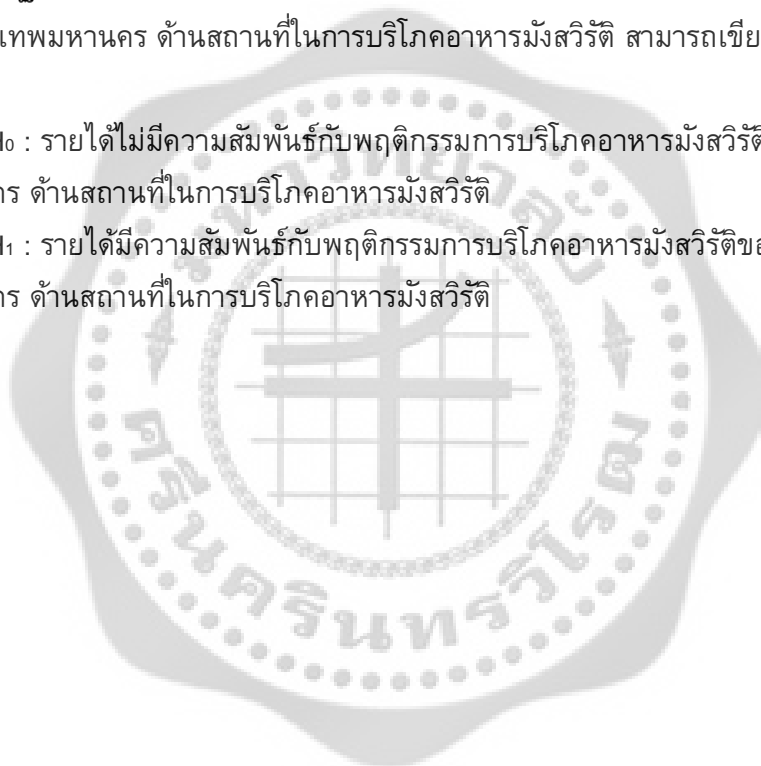 เทพมหานคร ด้านสถานที่ในการบริโภคอาหารมังสวิรัติ สามารถเขีย
H₀ : รายได้ไม่มีความสัมพันธ์กับพฤติกรรมการบริโภคอาหารมังสวิรัติ
ด้านสถานที่ในการบริโภคอาหารมังสวิรัติ
H₁ : รายได้มีความสัมพันธ์กับพฤติกรรมการบริโภคอาหารมังสวิรัติขอ
ด้านสถานที่ในการบริโภคอาหารมังสวิรัติ
มหาวิทยาลัย
ศรีนครินทรวิโรฒ